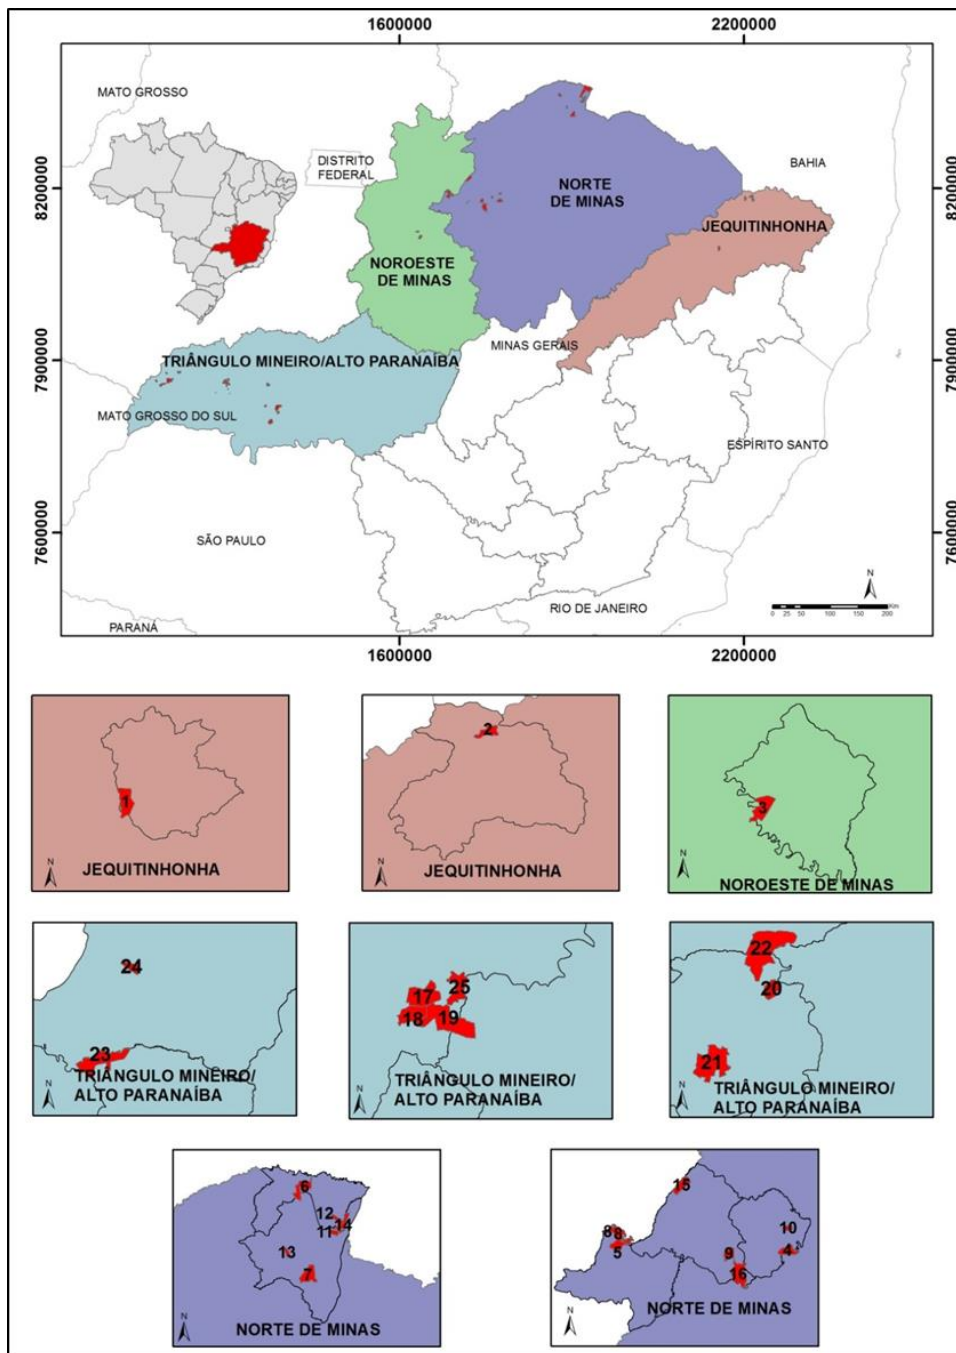 1600000
2200000
MATO GROSSO
DISTRITO
FEDERAL
BAHIA
8200000
8200000
NORTE
DE MINAS
JEQUITINHONHA
NOROESTE
DE MINAS
MINAS GERAIS
TRIÂNGULO MINEIRO/ALTO PARANAÍBA
7900000
7900000
MATO GROSSO DO SUL
ESPÍRITO SANTO
7600000
7600000
SÃO PAULO
N
RIO DE JANEIRO
Km
0 25 50 100 150 200
PARANÁ
1600000
2200000
1
N
JEQUITINHONHA
2
N
JEQUITINHONHA
3
N
NOROESTE DE MINAS
24
23
N
TRIÂNGULO MINEIRO/
ALTO PARANAÍBA
17
25
18
19
N
TRIÂNGULO MINEIRO/
ALTO PARANAÍBA
22
20
21
N
TRIÂNGULO MINEIRO/
ALTO PARANAÍBA
6
12
14
11
13
7
N
NORTE DE MINAS
15
8
8
5
10
9
4
16
N
NORTE DE MINAS